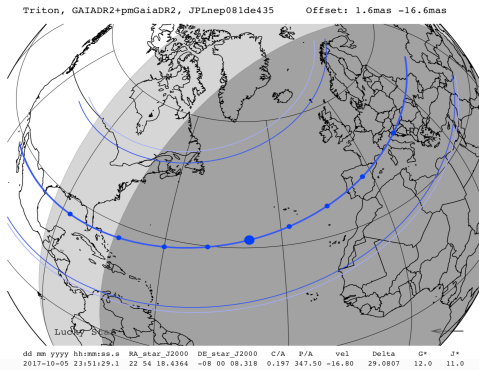 Triton, GAIADR2+pmGaiaDR2, JPLnep081de435 Offset: 1.6mas -16.6mas
Lucky Star
dd mm yyyy hh:mm:ss.s RA_star_J2000 DE_star_J2000 C/A P/A vel Delta G* J*
2017-10-05 23:51:29.1 22 54 18.4364 -08 00 08.318 0.197 347.50 -16.80 29.0807 12.0 11.0